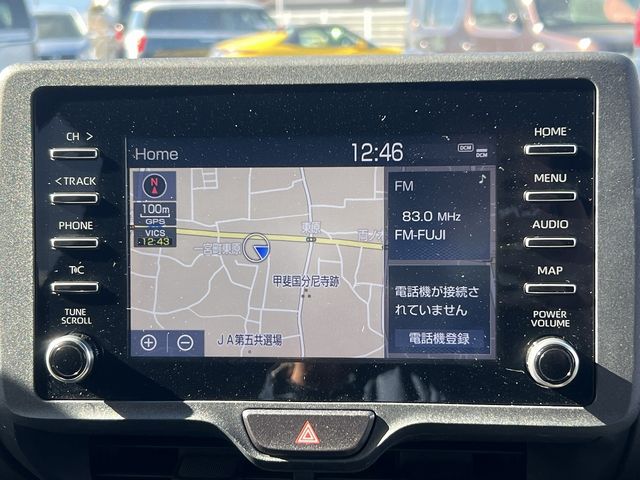 CH >
< TRACK
PHONE
TC
TUNE
SCROLL
Home
12:46
DCM
DCM
N
100m
GPS
VICS
12:43
東原
一宮町東原
甲斐国分尼寺跡
JA第五共選場
FM
83.0 MHz
FM-FUJI
電話機が接続さ
れていません
電話機登録
HOME
MENU
AUDIO
MAP
POWER
VOLUME